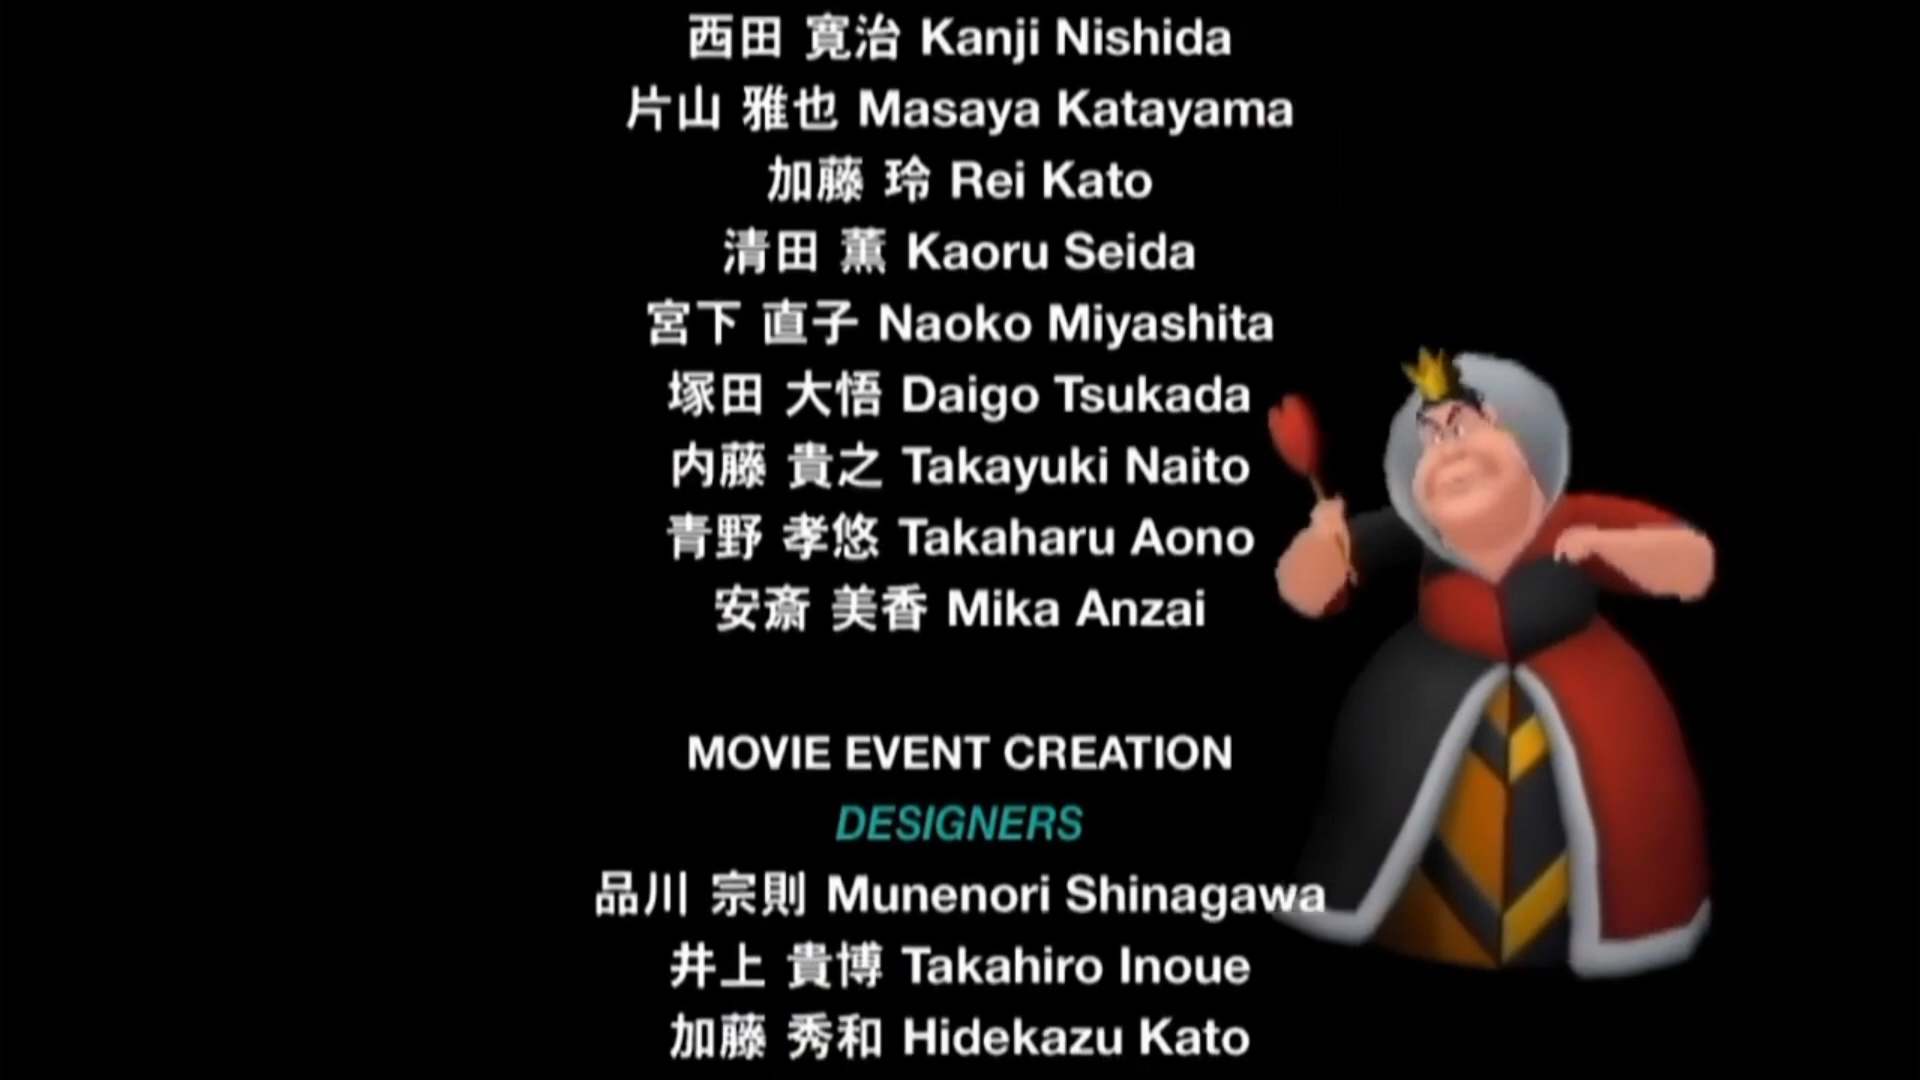 西田 寛治 Kanji Nishida
片山 雅也 Masaya Katayama
加藤 玲 Rei Kato
清田 薫 Kaoru Seida
宮下 直子 Naoko Miyashita
塚田 大悟 Daigo Tsukada
内藤 貴之 Takayuki Naito
青野 孝悠 Takaharu Aono
安斎 美香 Mika Anzai
MOVIE EVENT CREATION
DESIGNERS
品川 宗則 Munenori Shinagawa
井上 貴博 Takahiro Inoue
加藤 秀和 Hidekazu Kato